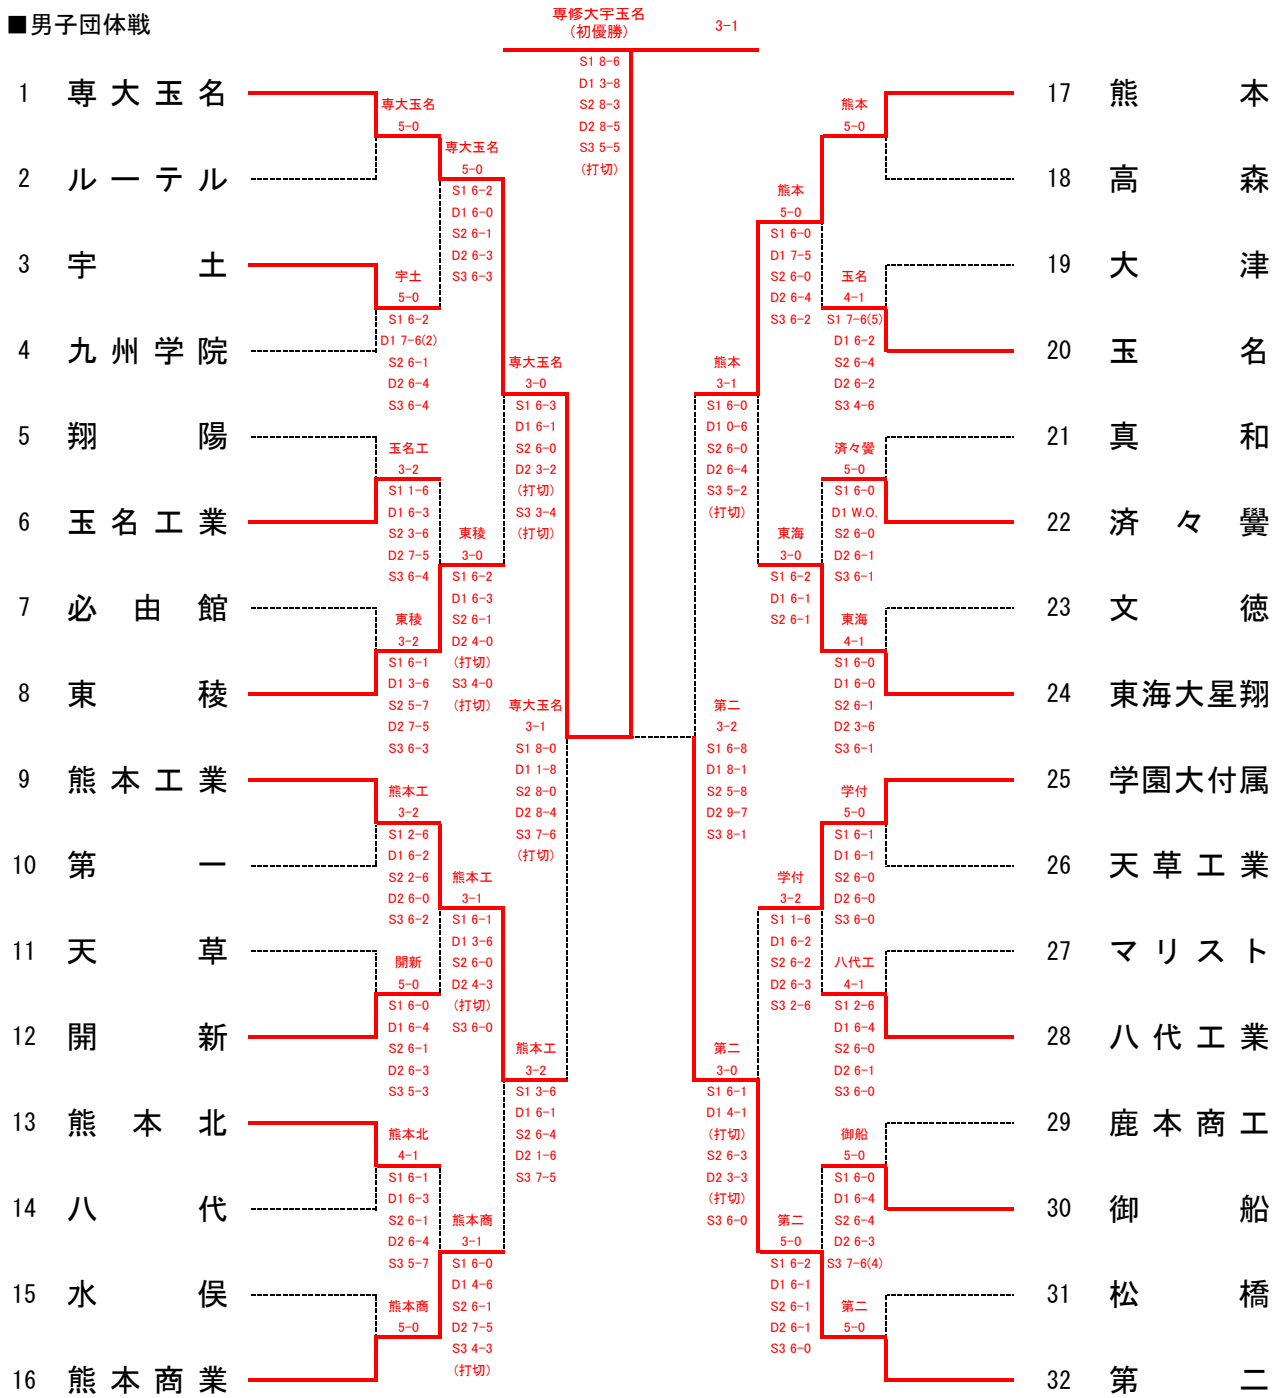 ■男子団体戦
専修大宇玉名
(初優勝)
3-1
S1 8-6
D1 3-8
S2 8-3
D2 8-5
S3 5-5
(打切)
1 専大玉名
2 ルーテル
3 宇土
4 九州学院
5 翔陽
6 玉名工業
7 必由館
8 東稜
9 熊本工業
10 第一
11 天草
12 開新
13 熊本北
14 八代
15 水俣
16 熊本商業
専大玉名
5-0
宇土
5-0
S1 6-2
D1 7-6(2)
S2 6-1
D2 6-4
S3 6-4
玉名工
3-2
S1 1-6
D1 6-3
S2 3-6
D2 7-5
S3 6-4
東稜
3-2
S1 6-1
D1 3-6
S2 5-7
D2 7-5
S3 6-3
熊本工
3-2
S1 2-6
D1 6-2
S2 2-6
D2 6-0
S3 6-2
開新
5-0
S1 6-0
D1 6-4
S2 6-1
D2 6-3
S3 5-3
熊本北
4-1
S1 6-1
D1 6-3
S2 6-1
D2 6-4
S3 5-7
熊本商
5-0
専大玉名
5-0
S1 6-2
D1 6-0
S2 6-1
D2 6-3
S3 6-3
東稜
3-0
S1 6-2
D1 6-3
S2 6-1
D2 4-0
(打切)
S3 4-0
(打切)
熊本工
3-1
S1 6-1
D1 3-6
S2 6-0
D2 4-3
(打切)
S3 6-0
熊本商
3-1
S1 6-0
D1 4-6
S2 6-1
D2 7-5
S3 4-3
(打切)
専大玉名
3-0
S1 6-3
D1 6-1
S2 6-0
D2 3-2
(打切)
S3 3-4
(打切)
熊本工
3-2
S1 3-6
D1 6-1
S2 6-4
D2 1-6
S3 7-5
専大玉名
3-1
S1 8-0
D1 1-8
S2 8-0
D2 8-4
S3 7-6
(打切)
第二
3-2
S1 6-8
D1 8-1
S2 5-8
D2 9-7
S3 8-1
熊本
3-1
S1 6-0
D1 0-6
S2 6-0
D2 6-4
S3 5-2
(打切)
第二
3-0
S1 6-1
D1 4-1
(打切)
S2 6-3
D2 3-3
(打切)
S3 6-0
熊本
5-0
S1 6-0
D1 7-5
S2 6-0
D2 6-4
S3 6-2
東海
3-0
S1 6-2
D1 6-1
S2 6-1
学付
3-2
S1 1-6
D1 6-2
S2 6-2
D2 6-3
S3 2-6
第二
5-0
S1 6-2
D1 6-1
S2 6-1
D2 6-1
S3 6-0
熊本
5-0
玉名
4-1
S1 7-6(5)
D1 6-2
S2 6-4
D2 6-2
S3 4-6
済々黌
5-0
S1 6-0
D1 W.O.
S2 6-0
D2 6-1
S3 6-1
東海
4-1
S1 6-0
D1 6-0
S2 6-1
D2 3-6
S3 6-1
学付
5-0
S1 6-1
D1 6-1
S2 6-0
D2 6-0
S3 6-0
八代工
4-1
S1 2-6
D1 6-4
S2 6-0
D2 6-1
S3 6-0
御船
5-0
S1 6-0
D1 6-4
S2 6-4
D2 6-3
S3 7-6(4)
第二
5-0
17 熊本
18 高森
19 大津
20 玉名
21 真和
22 済々黌
23 文徳
24 東海大星翔
25 学園大付属
26 天草工業
27 マリスト
28 八代工業
29 鹿本商工
30 御船
31 松橋
32 第二